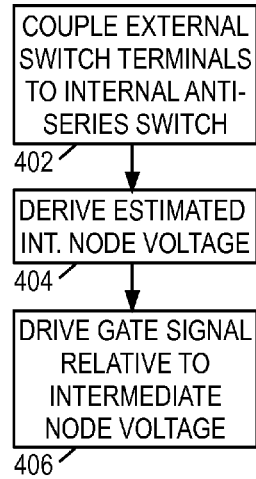 COUPLE EXTERNAL
SWITCH TERMINALS
TO INTERNAL ANTI-
SERIES SWITCH
402
DERIVE ESTIMATED
INT. NODE VOLTAGE
404
DRIVE GATE SIGNAL
RELATIVE TO
INTERMEDIATE
NODE VOLTAGE
406